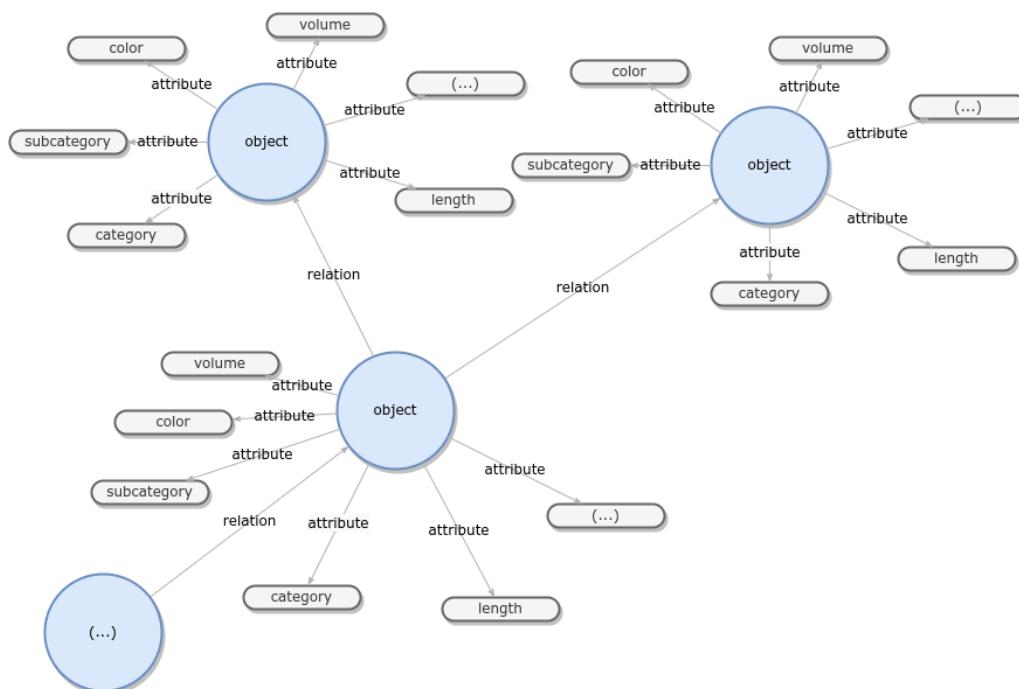 volume
color
attribute
attribute
(...)
attribute
subcategory
attribute
object
attribute
attribute
length
category
volume
color
attribute
attribute
(...)
attribute
subcategory
attribute
object
attribute
length
attribute
category
relation
relation
volume
attribute
object
color
attribute
attribute
subcategory
attribute
(...)
relation
attribute
attribute
category
length
(...)